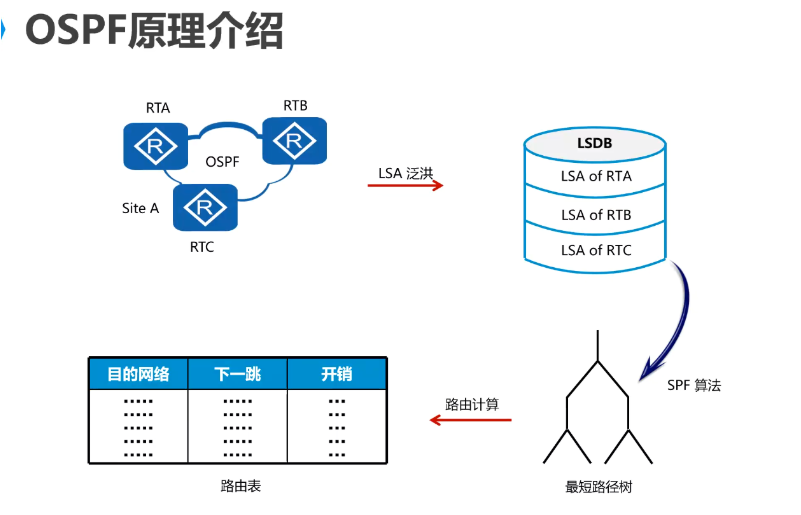 OSPF原理介绍
RTA
RTB
R
R
OSPF
R
Site A
RTC
LSA 泛洪
LSDB
LSA of RTA
LSA of RTB
LSA of RTC
SPF 算法
最短路径树
路由计算
目的网络 下一跳 开销
····· ····· ···
····· ····· ···
····· ····· ···
····· ····· ···
····· ····· ···
路由表